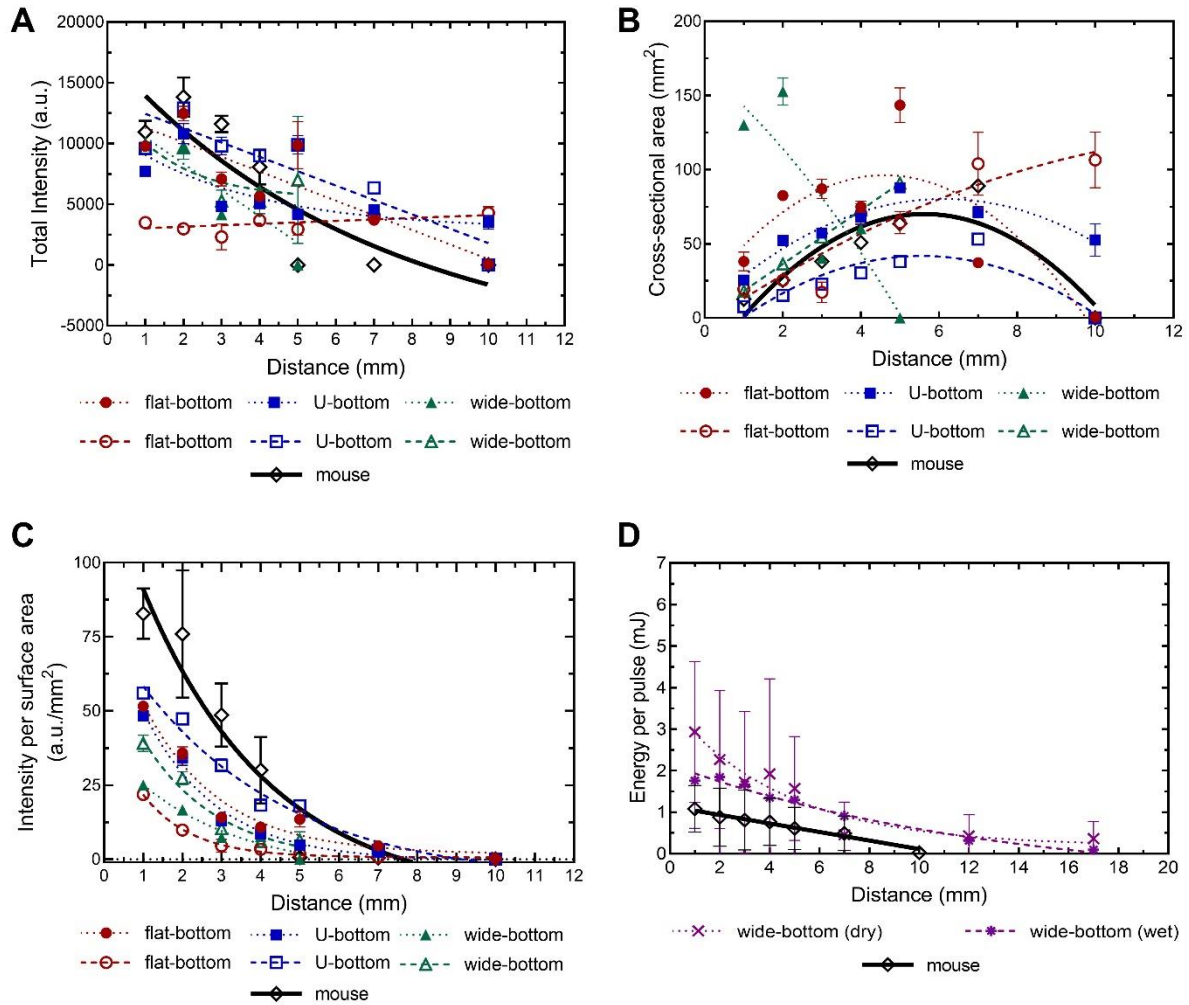 A
20000
15000
10000
5000
0
-5000
Total Intensity (a.u.)
0 1 2 3 4 5 6 7 8 9 10 11 12
Distance (mm)
flat-bottom U-bottom wide-bottom
flat-bottom U-bottom wide-bottom
mouse
B
200
150
100
50
0
Cross-sectional area (mm²)
0 2 4 6 8 10 12
Distance (mm)
flat-bottom U-bottom wide-bottom
flat-bottom U-bottom wide-bottom
mouse
C
100
75
50
25
0
Intensity per surface area
(a.u./mm²)
0 1 2 3 4 5 6 7 8 9 10 11 12
Distance (mm)
flat-bottom U-bottom wide-bottom
flat-bottom U-bottom wide-bottom
mouse
D
7
6
5
4
3
2
1
0
Energy per pulse (mJ)
0 2 4 6 8 10 12 14 16 18 20
Distance (mm)
wide-bottom (dry) wide-bottom (wet)
mouse